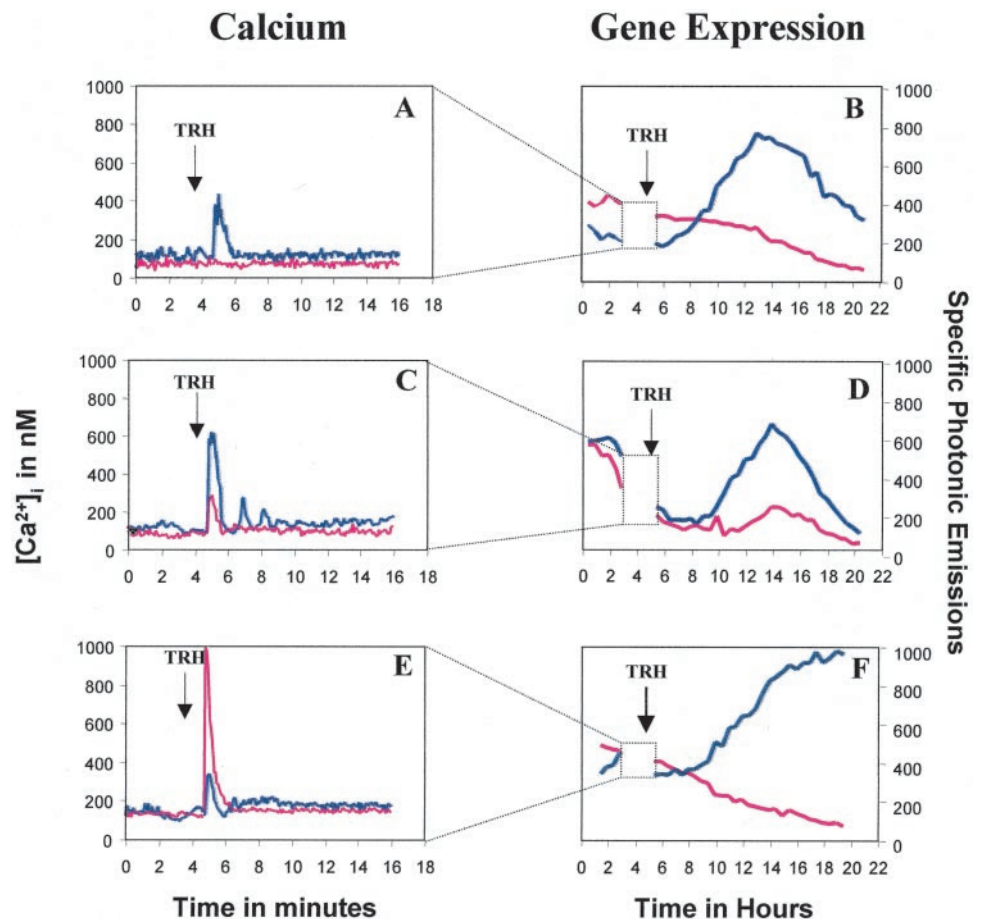 Calcium Gene Expression
1000
800
600
400
200
0
A
TRH
0 2 4 6 8 10 12 14 16 18
B
TRH
1000
800
600
400
200
0
0 2 4 6 8 10 12 14 16 18 20 22
1000
800
600
400
200
0
C
TRH
0 2 4 6 8 10 12 14 16 18
D
TRH
1000
800
600
400
200
0
0 2 4 6 8 10 12 14 16 18 20 22
1000
800
600
400
200
0
E
TRH
0 2 4 6 8 10 12 14 16 18
F
TRH
1000
800
600
400
200
0
0 2 4 6 8 10 12 14 16 18 20 22
[Ca²⁺]i in nM
Specific Photonic Emissions
Time in minutes Time in Hours